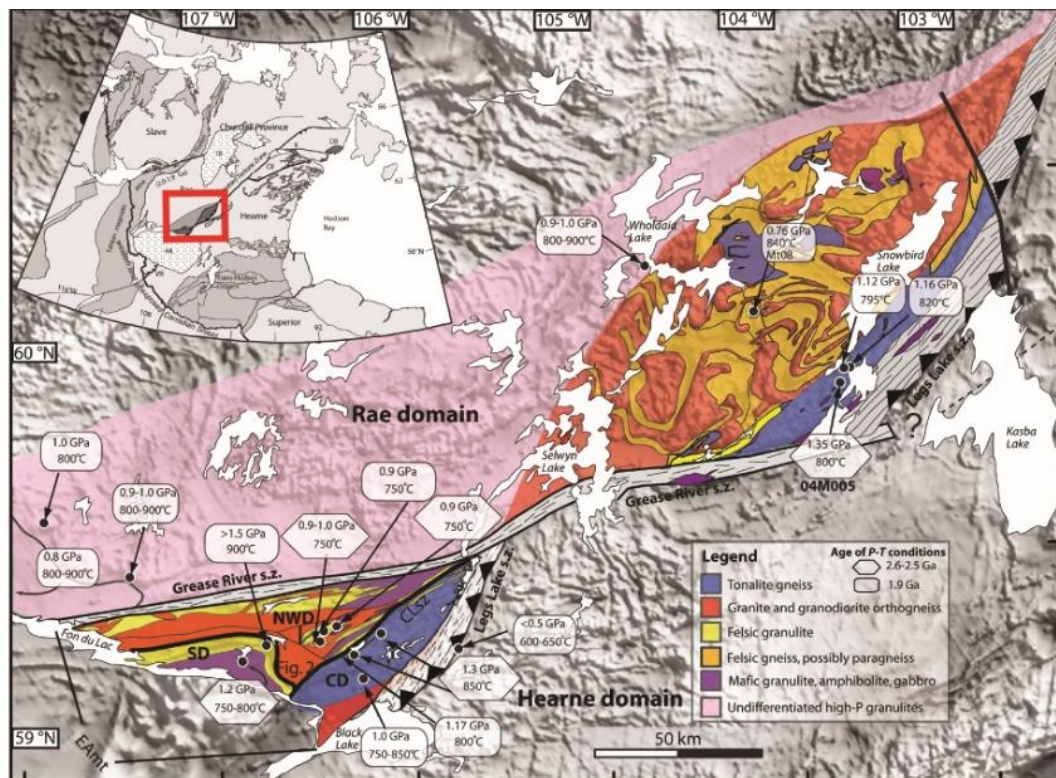 107 °W
106 °W
105 °W
104 °W
103 °W
66
Slave
Churchill Province
62
Hearne
Hudson
Bay
58°N
Superior
92
Wholdaia
Lake
0.9-1.0 GPa
800-900°C
0.76 GPa
840°C
Mt08
Snowbird
Lake
1.12 GPa
795°C
1.16 GPa
820°C
60 °N
Rae domain
Legs Lake s.z.
?
Kasba
Lake
Selwyn
Lake
1.35 GPa
800°C
04M005
Grease River s.z.
1.0 GPa
800°C
0.9 GPa
750°C
0.9-1.0 GPa
800-900°C
>1.5 GPa
900°C
0.9-1.0 GPa
750°C
0.9 GPa
750°C
0.8 GPa
800-900°C
Grease River s.z.
CLsz
Legs Lake s.z.
Fon du Lac
NWD
SD
Fig. 2
CD
<0.5 GPa
600-650°C
1.2 GPa
750-800°C
1.3 GPa
850°C
Hearne domain
1.17 GPa
800°C
1.0 GPa
750-850°C
Black
Lake
59 °N
EAmt
50 km
Legend
Age of P-T conditions
2.6-2.5 Ga
1.9 Ga
Tonalite gneiss
Granite and granodiorite orthogneiss
Felsic granulite
Felsic gneiss, possibly paragneiss
Mafic granulite, amphibolite, gabbro
Undifferentiated high-P granulites